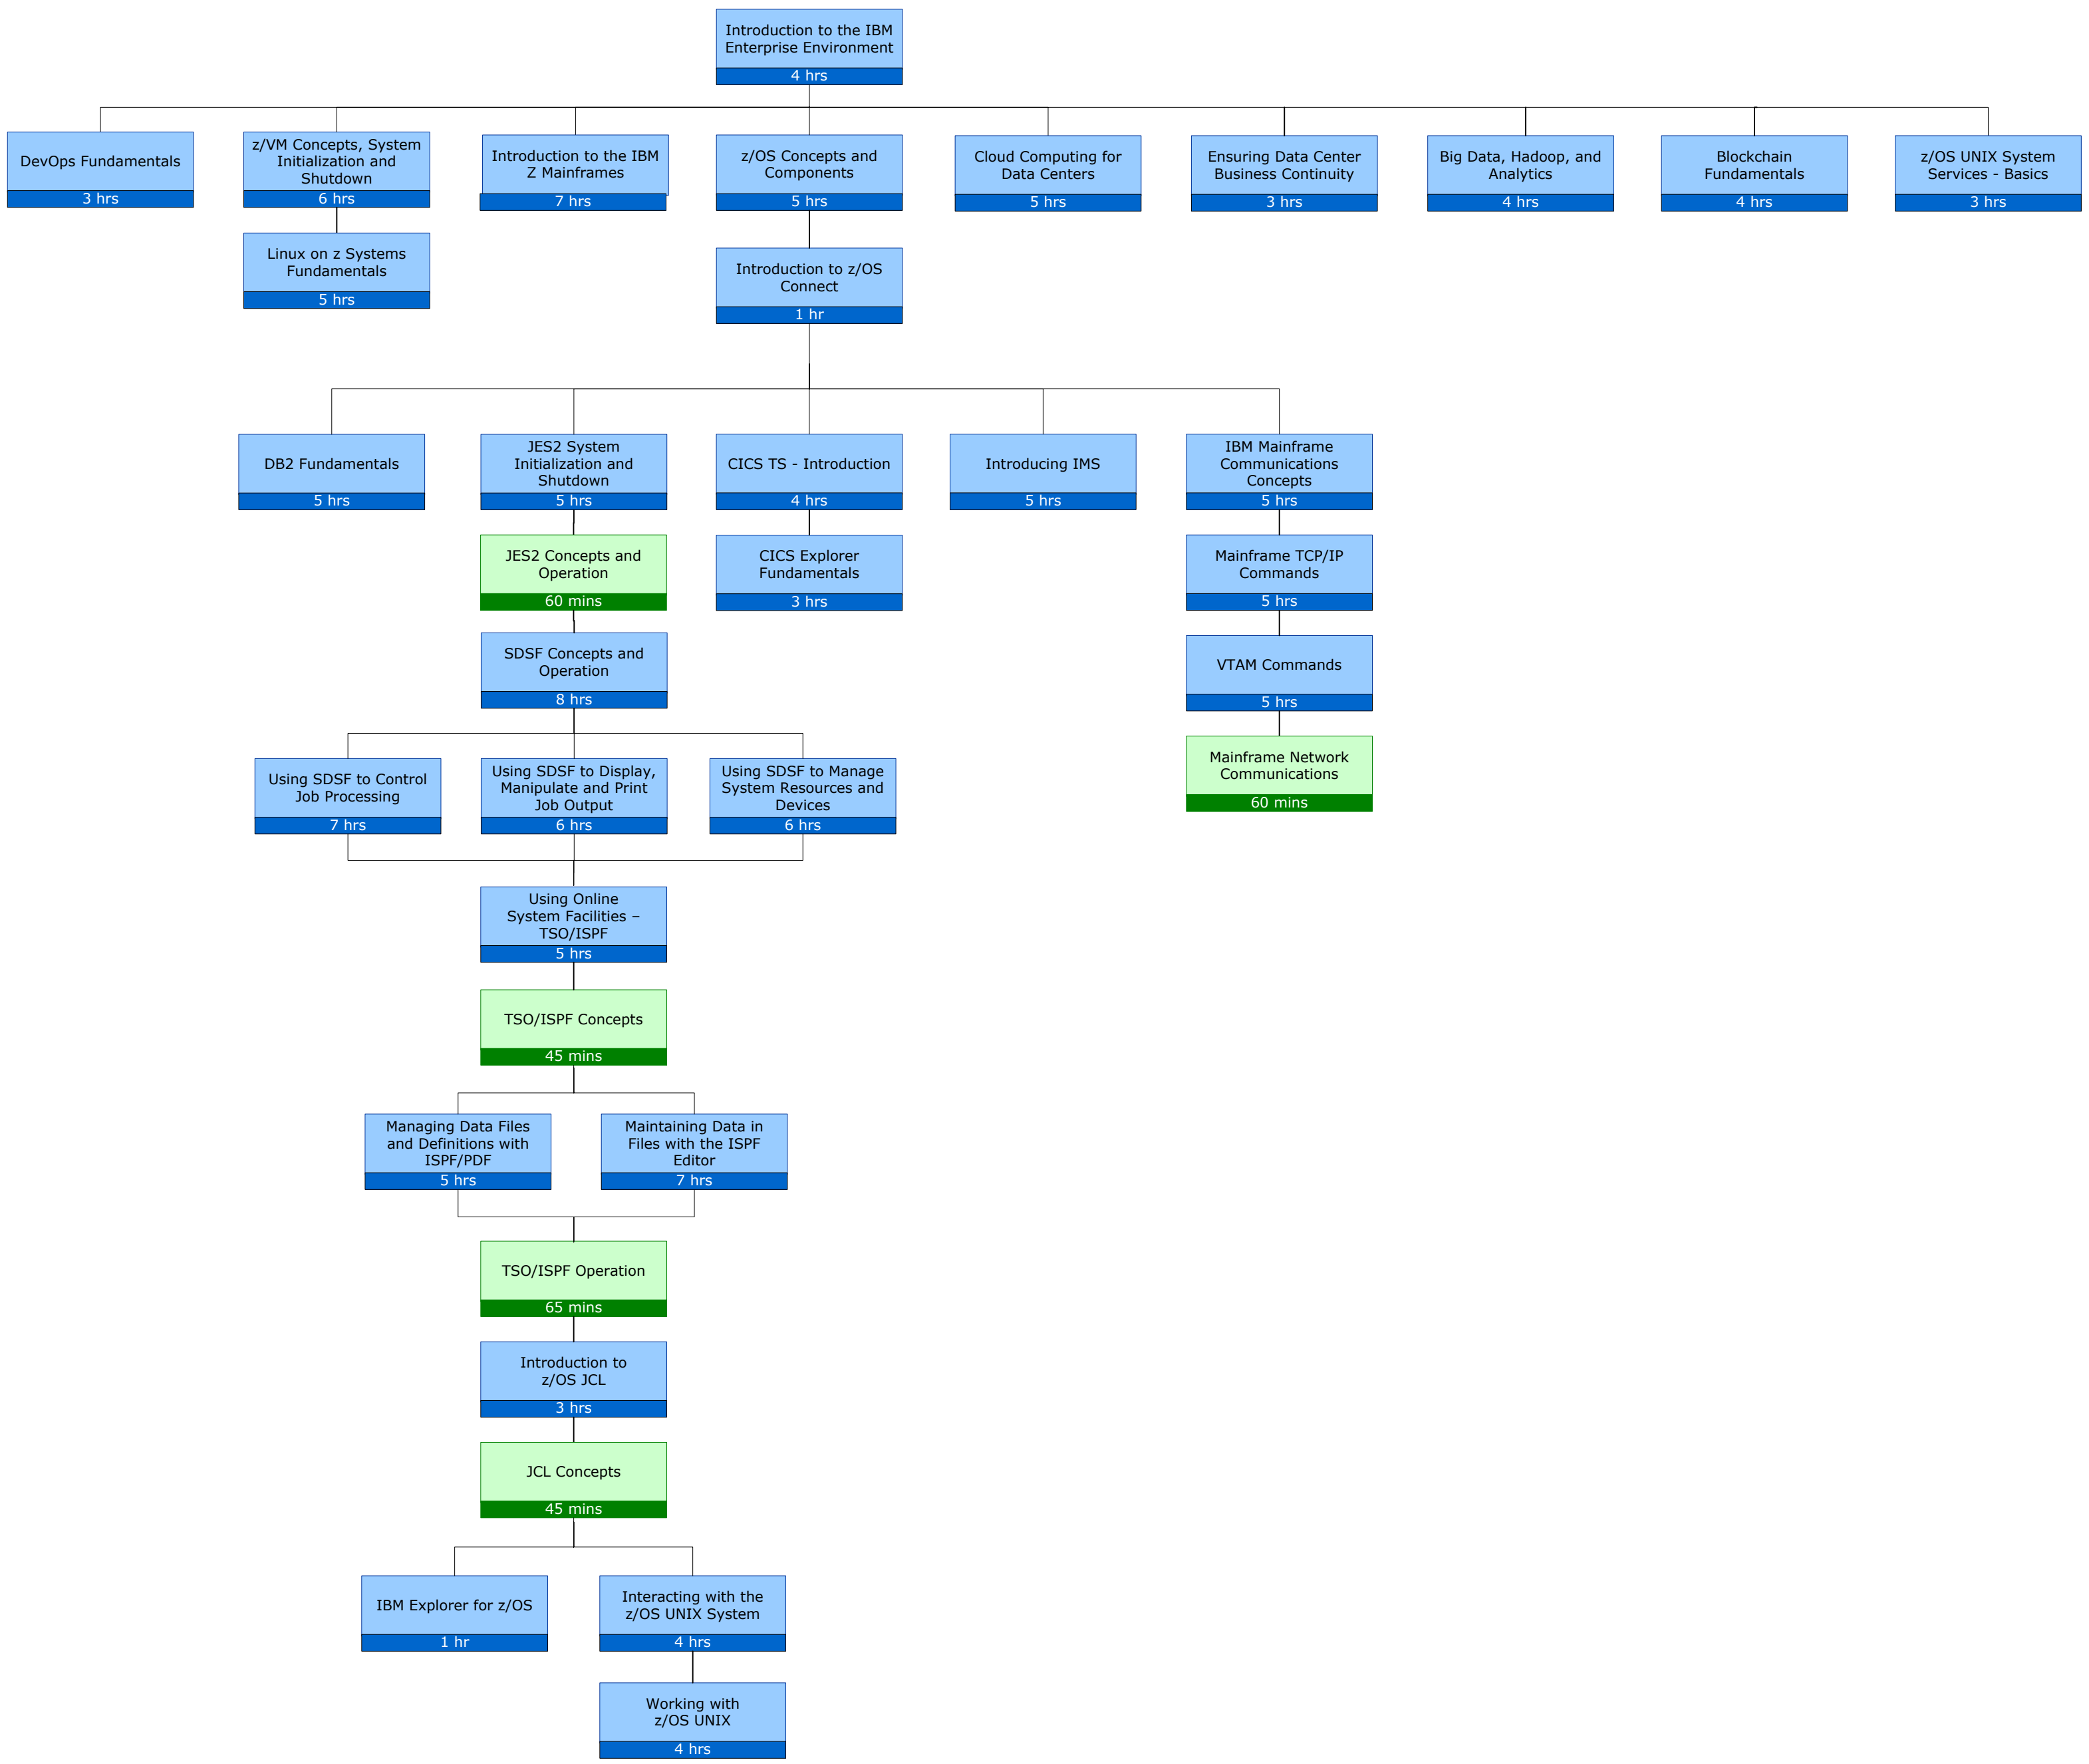 Introduction to the IBM
Enterprise Environment
4 hrs
DevOps Fundamentals
3 hrs
z/VM Concepts, System
Initialization and
Shutdown
6 hrs
Introduction to the IBM
Z Mainframes
7 hrs
z/OS Concepts and
Components
5 hrs
Cloud Computing for
Data Centers
5 hrs
Ensuring Data Center
Business Continuity
3 hrs
Big Data, Hadoop, and
Analytics
4 hrs
Blockchain
Fundamentals
4 hrs
z/OS UNIX System
Services - Basics
3 hrs
Linux on z Systems
Fundamentals
5 hrs
Introduction to z/OS
Connect
1 hr
DB2 Fundamentals
5 hrs
JES2 System
Initialization and
Shutdown
5 hrs
CICS TS - Introduction
4 hrs
Introducing IMS
5 hrs
IBM Mainframe
Communications
Concepts
5 hrs
JES2 Concepts and
Operation
60 mins
CICS Explorer
Fundamentals
3 hrs
Mainframe TCP/IP
Commands
5 hrs
SDSF Concepts and
Operation
8 hrs
VTAM Commands
5 hrs
Using SDSF to Control
Job Processing
7 hrs
Using SDSF to Display,
Manipulate and Print
Job Output
6 hrs
Using SDSF to Manage
System Resources and
Devices
6 hrs
Mainframe Network
Communications
60 mins
Using Online
System Facilities –
TSO/ISPF
5 hrs
TSO/ISPF Concepts
45 mins
Managing Data Files
and Definitions with
ISPF/PDF
5 hrs
Maintaining Data in
Files with the ISPF
Editor
7 hrs
TSO/ISPF Operation
65 mins
Introduction to
z/OS JCL
3 hrs
JCL Concepts
45 mins
IBM Explorer for z/OS
1 hr
Interacting with the
z/OS UNIX System
4 hrs
Working with
z/OS UNIX
4 hrs